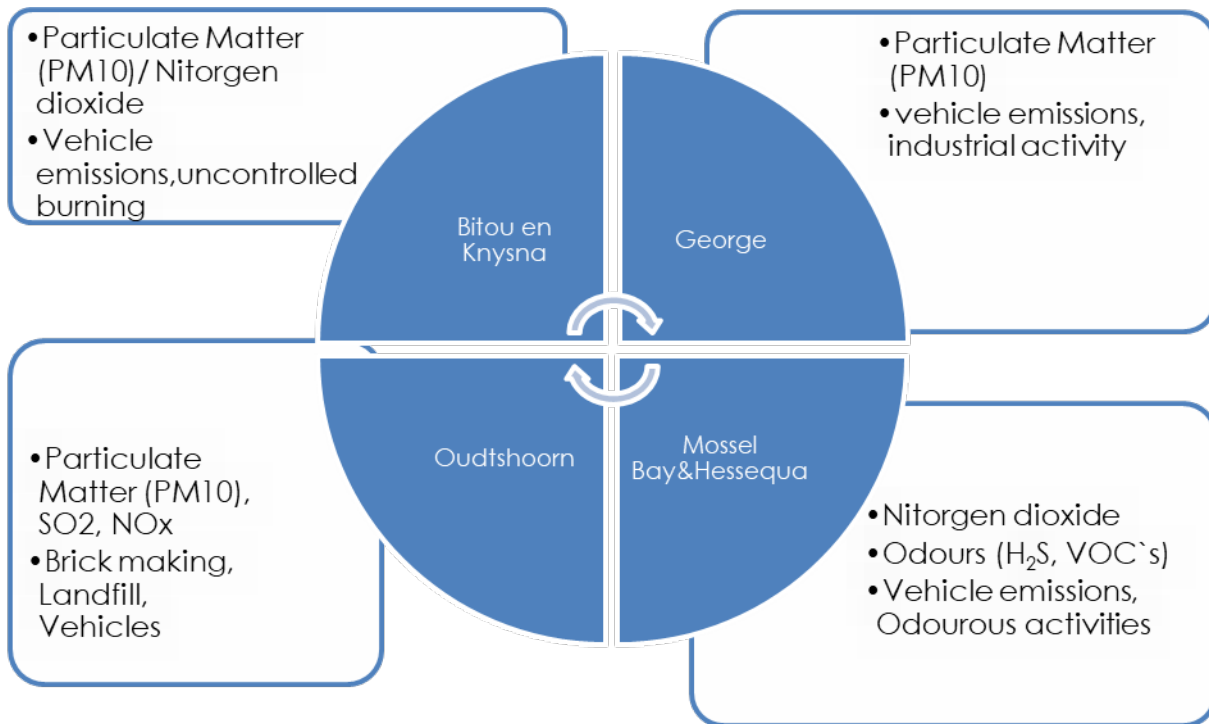 •Particulate Matter
(PM10)/ Nitorgen
dioxide
•Vehicle
emissions,uncontrolled
burning
•Particulate Matter
(PM10)
•vehicle emissions,
industrial activity
Bitou en
Knysna
George
Oudtshoorn
Mossel
Bay&Hessequa
•Particulate
Matter (PM10),
SO2, NOx
•Brick making,
Landfill,
Vehicles
•Nitorgen dioxide
•Odours (H₂S, VOC`s)
•Vehicle emissions,
Odourous activities